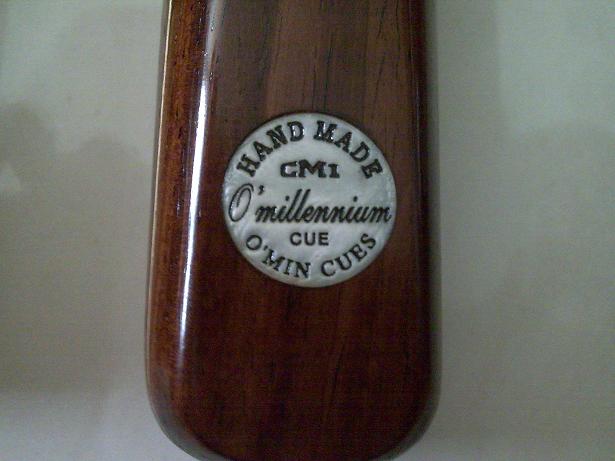 HAND MADE
CM1
O'millennium
CUE
O'MIN CUES